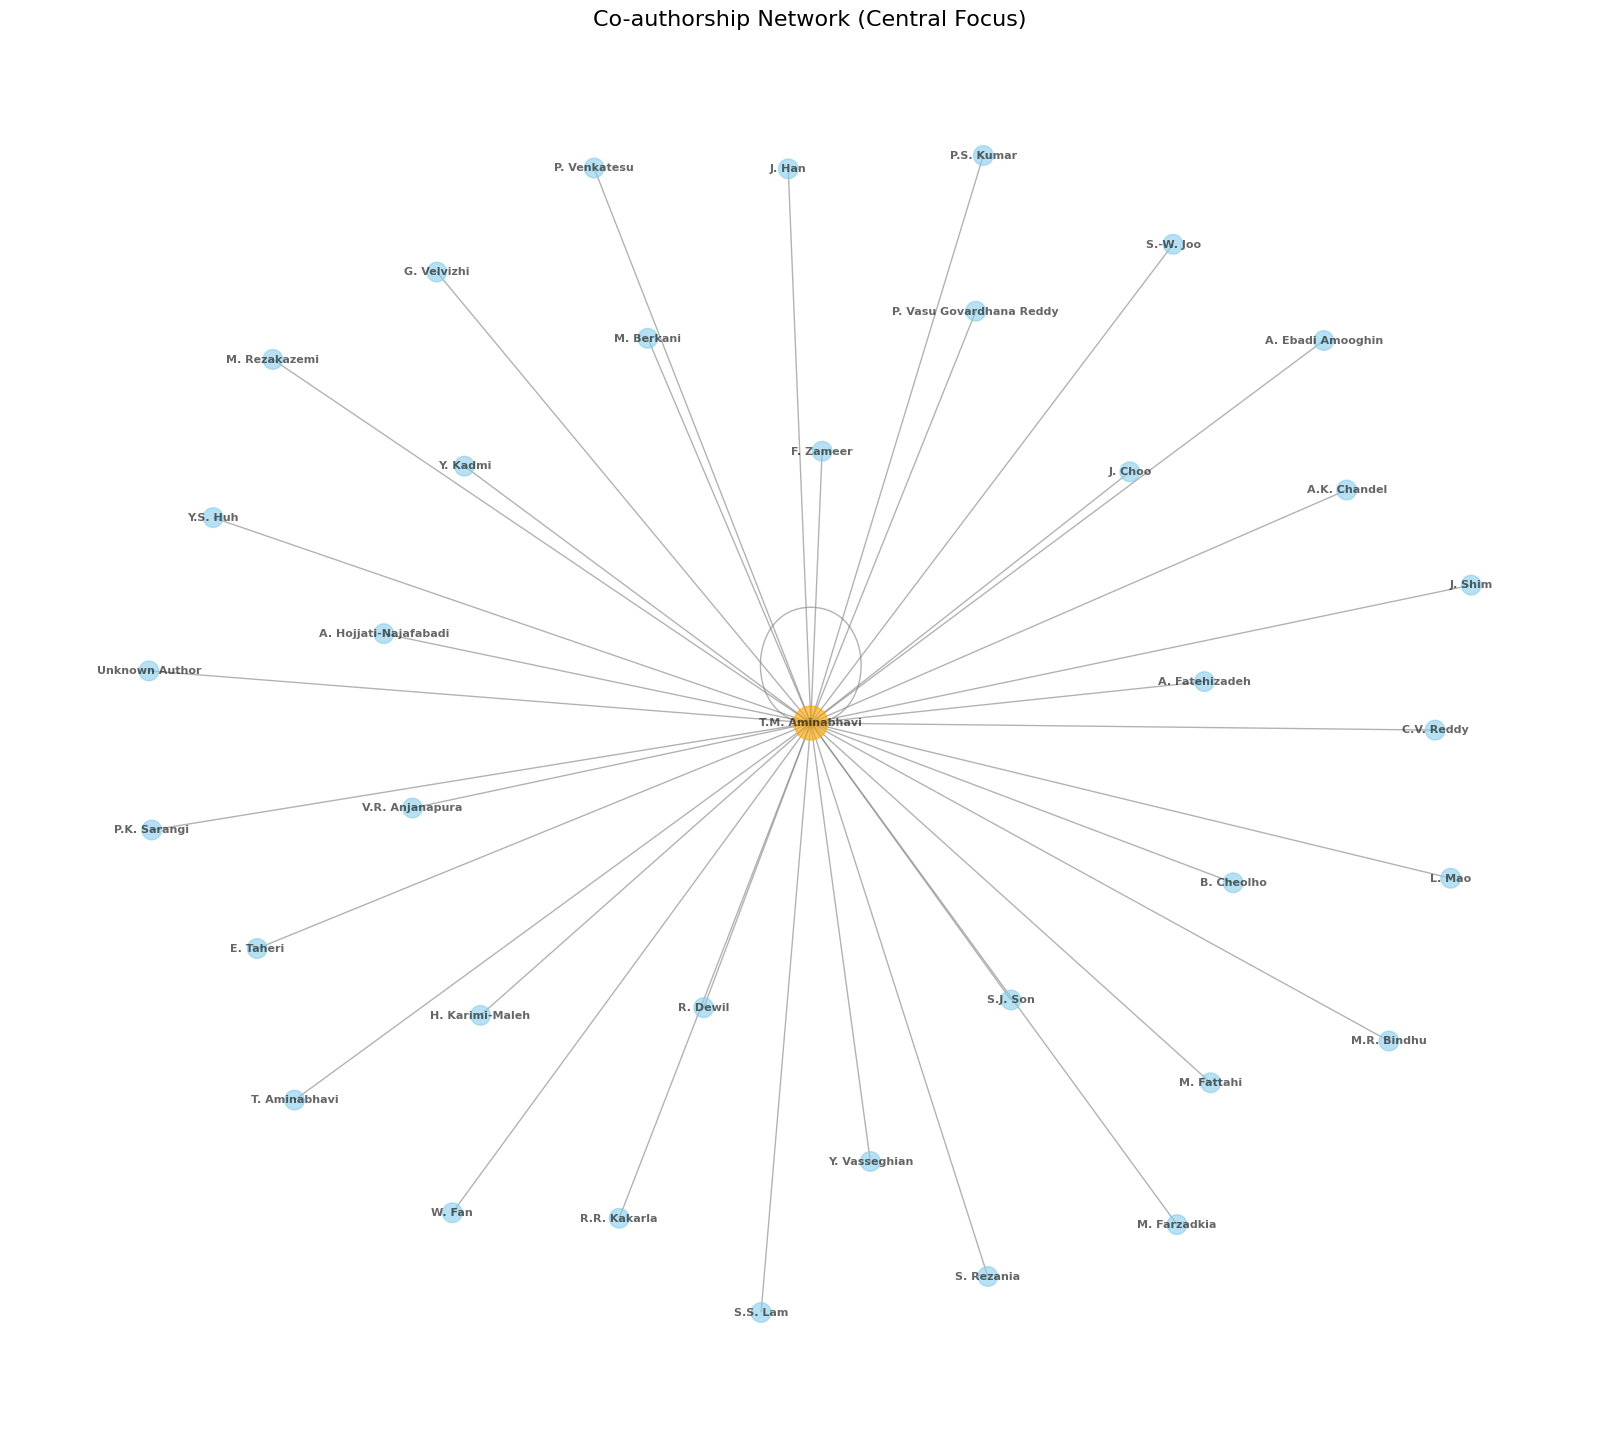 Co-authorship Network (Central Focus)
P.S. Kumar
P. Venkatesu
J. Han
S.-W. Joo
G. Velvizhi
P. Vasu Govardhana Reddy
M. Berkani
A. Ebadi Amooghin
M. Rezakazemi
F. Zameer
Y. Kadmi
J. Choo
A.K. Chandel
Y.S. Huh
J. Shim
A. Hojjati-Najafabadi
Unknown Author
A. Fatehizadeh
T.M. Aminabhavi
C.V. Reddy
V.R. Anjanapura
P.K. Sarangi
L. Mao
B. Cheolho
E. Taheri
S.J. Son
R. Dewil
H. Karimi-Maleh
M.R. Bindhu
M. Fattahi
T. Aminabhavi
Y. Vasseghian
W. Fan
R.R. Kakarla
M. Farzadkia
S. Rezania
S.S. Lam